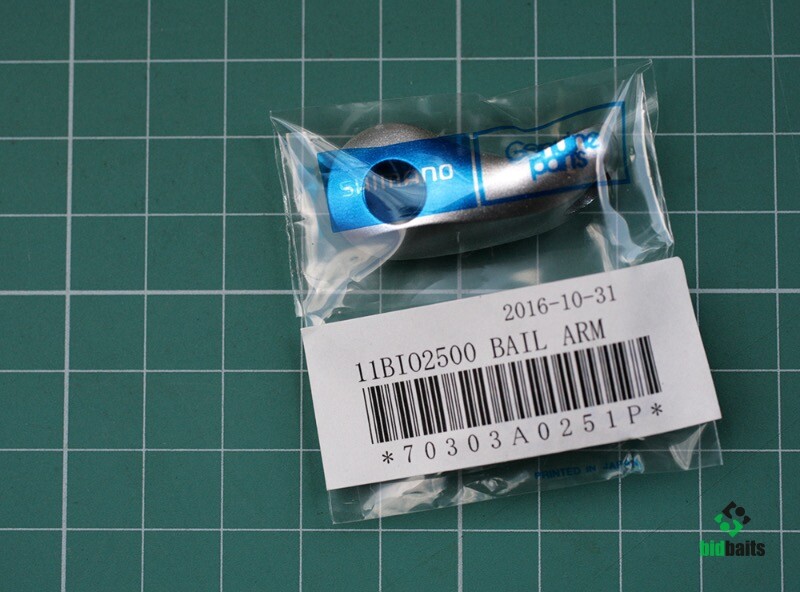 SHIMANO
Genuine
parts
2016-10-31
11BIO2500 BAIL ARM
*70303A0251P*
PRINTED IN JAPAN
bidbaits